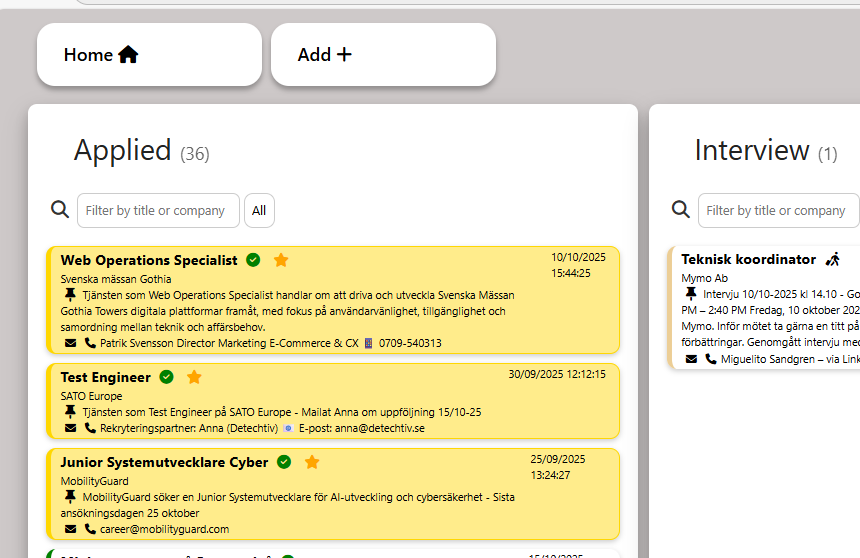 Home
Add
Applied (36)
Filter by title or company
All
Web Operations Specialist
10/10/2025
15:44:25
Svenska mässan Gothia
Tjänsten som Web Operations Specialist handlar om att driva och utveckla Svenska Mässan
Gothia Towers digitala plattformar framåt, med fokus på användarvänlighet, tillgänglighet och
samordning mellan teknik och affärsbehov.
Patrik Svensson Director Marketing E-Commerce & CX 0709-540313
Test Engineer
30/09/2025 12:12:15
SATO Europe
Tjänsten som Test Engineer på SATO Europe - Mailat Anna om uppföljning 15/10-25
Rekryteringspartner: Anna (Detechtiv) E-post: anna@detechtiv.se
Junior Systemutvecklare Cyber
25/09/2025
13:24:27
MobilityGuard
MobilityGuard söker en Junior Systemutvecklare för AI-utveckling och cybersäkerhet - Sista
ansökningsdagen 25 oktober
career@mobilityguard.com
15/10/2025
Interview (1)
Filter by title or company
Teknisk koordinator
Mymo Ab
Intervju 10/10-2025 kl 14.10 - Go
PM – 2:40 PM Fredag, 10 oktober 202
Mymo. Inför mötet ta gärna en titt på
förbättringar. Genomgått intervju med
Miguelito Sandgren – via Link